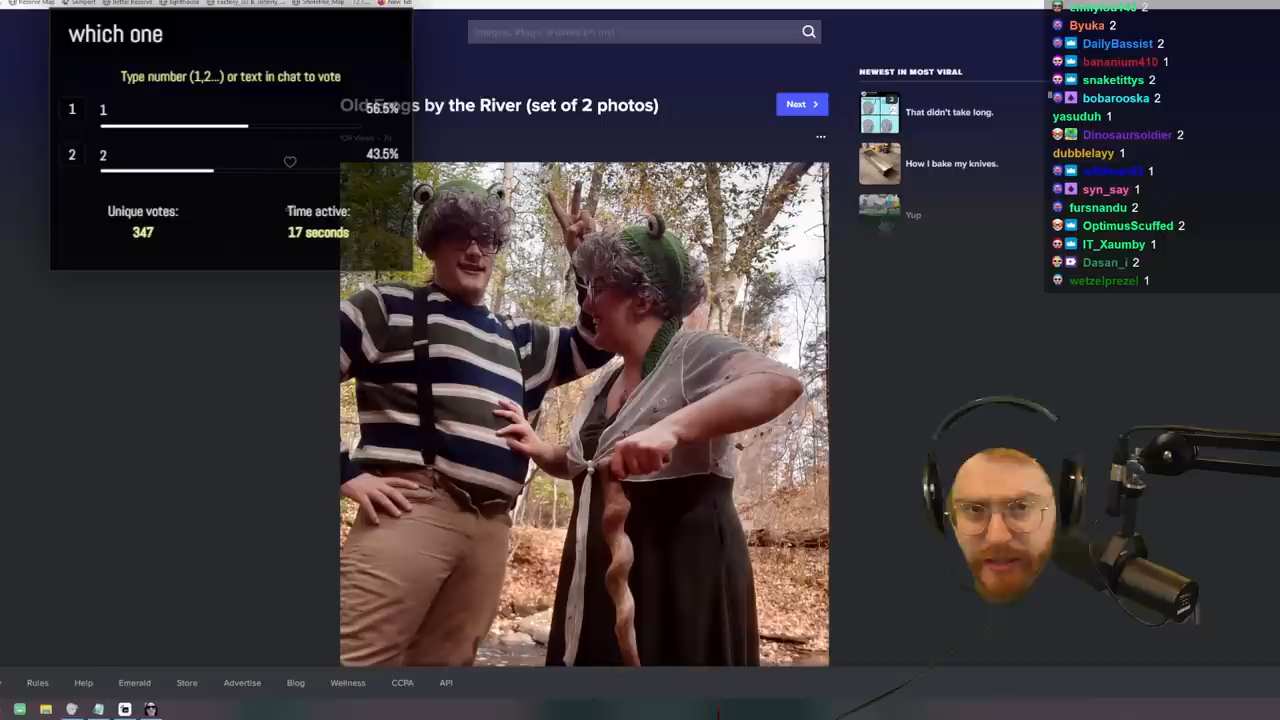 which one
Type number (1,2...) or text in chat to vote
1 1 56.5%
2 2 43.5%
Unique votes: Time active:
347 17 seconds
Old Frogs by the River (set of 2 photos)
Next
NEWEST IN MOST VIRAL
That didn't take long.
How I bake my knives.
Yup
Byuka 2
DailyBassist 2
bananium410 1
snaketittys 2
bobarooska 2
yasuduh 1
Dinosaursoldier 2
dubblelayy 1
syn_say 1
fursnandu 2
OptimusScuffed 2
IT_Xaumby 1
Dasan_i 2
wetzelprezel 1
Rules Help Emerald Store Advertise Blog Wellness CCPA API